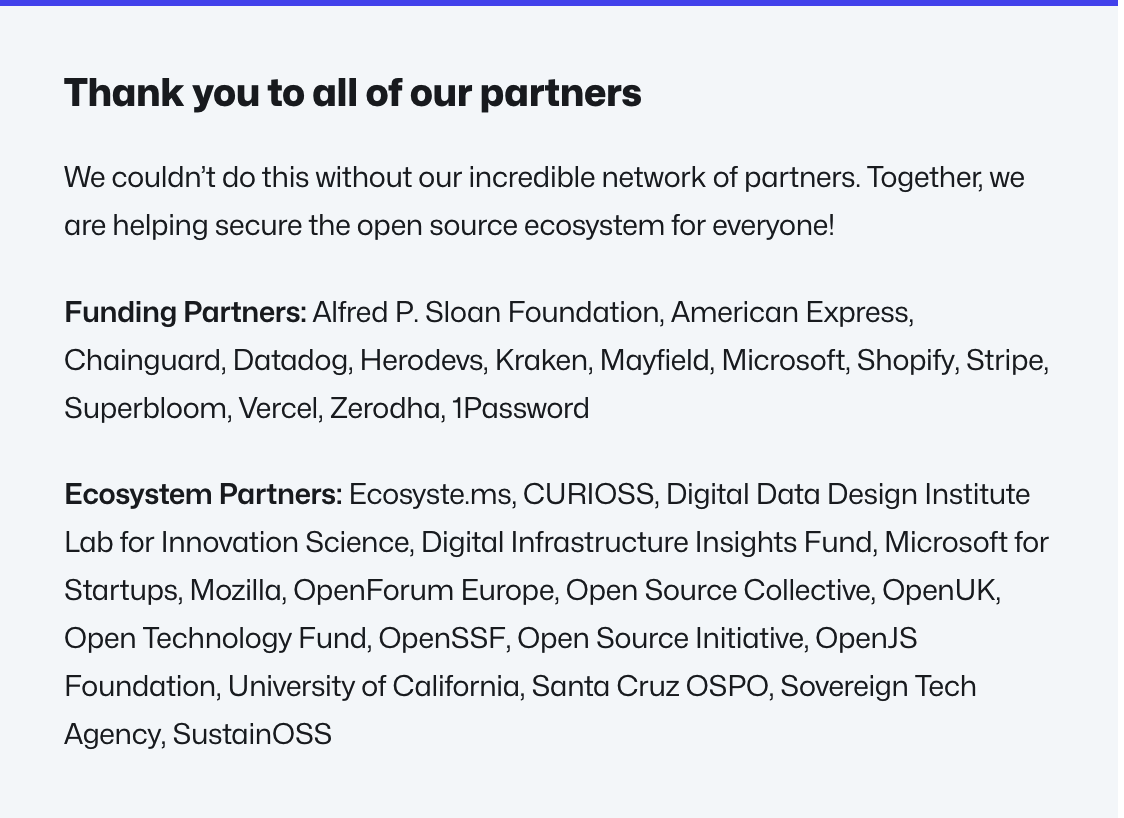 Thank you to all of our partners
We couldn’t do this without our incredible network of partners. Together, we
are helping secure the open source ecosystem for everyone!
Funding Partners: Alfred P. Sloan Foundation, American Express,
Chainguard, Datadog, Herodevs, Kraken, Mayfield, Microsoft, Shopify, Stripe,
Superbloom, Vercel, Zerodha, 1Password
Ecosystem Partners: Ecosyste.ms, CURIOSS, Digital Data Design Institute
Lab for Innovation Science, Digital Infrastructure Insights Fund, Microsoft for
Startups, Mozilla, OpenForum Europe, Open Source Collective, OpenUK,
Open Technology Fund, OpenSSF, Open Source Initiative, OpenJS
Foundation, University of California, Santa Cruz OSPO, Sovereign Tech
Agency, SustainOSS